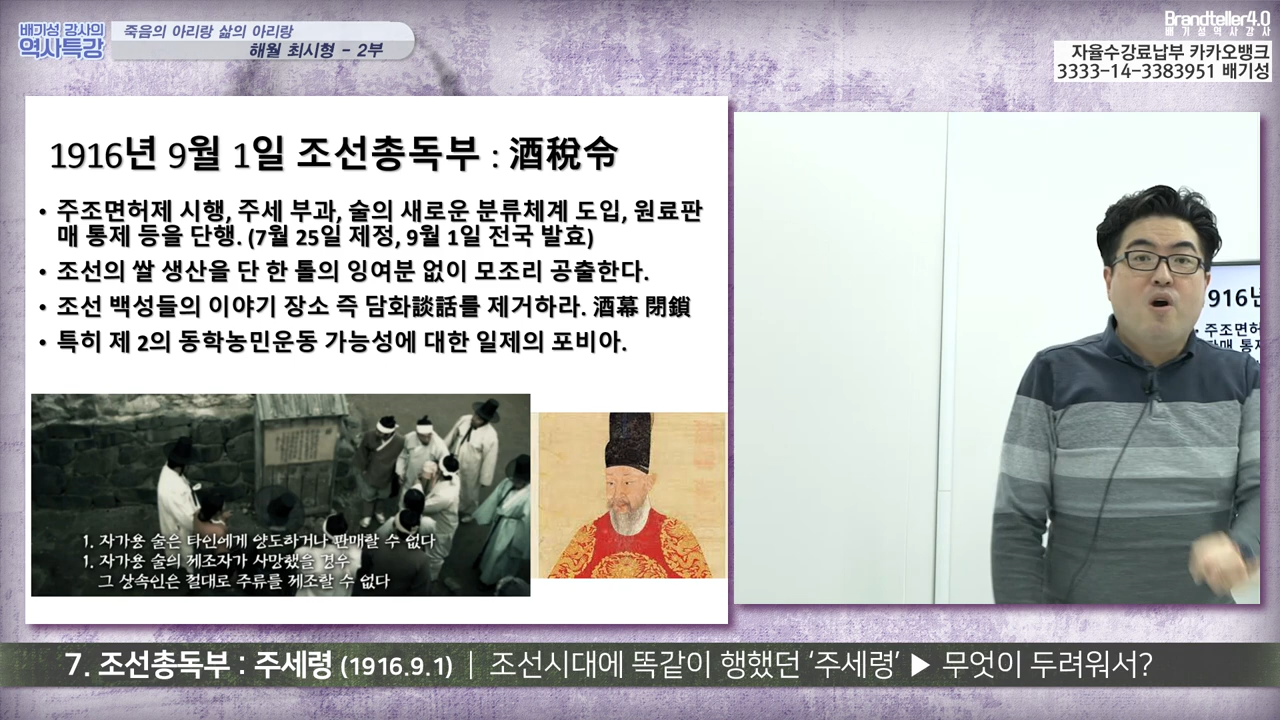 배기성 강사의
역사특강
죽음의 아리랑 삶의 아리랑
해월 최시형 - 2부
Brandteller4.0
배기성역사강사
자율수강료납부 카카오뱅크
3333-14-3383951 배기성
1916년 9월 1일 조선총독부 : 酒稅令
• 주조면허제 시행, 주세 부과, 술의 새로운 분류체계 도입, 원료판
매 통제 등을 단행. (7월 25일 제정, 9월 1일 전국 발효)
• 조선의 쌀 생산을 단 한 톨의 잉여분 없이 모조리 공출한다.
• 조선 백성들의 이야기 장소 즉 담화談話를 제거하라. 酒幕 閉鎖
• 특히 제 2의 동학농민운동 가능성에 대한 일제의 포비아.
1. 자가용 술은 타인에게 양도하거나 판매할 수 없다
1. 자가용 술의 제조자가 사망했을 경우
그 상속인은 절대로 주류를 제조할 수 없다
916년
• 주조면허
매 통제
7. 조선총독부 : 주세령 (1916.9.1) | 조선시대에 똑같이 행했던 ‘주세령’ ▶ 무엇이 두려워서?